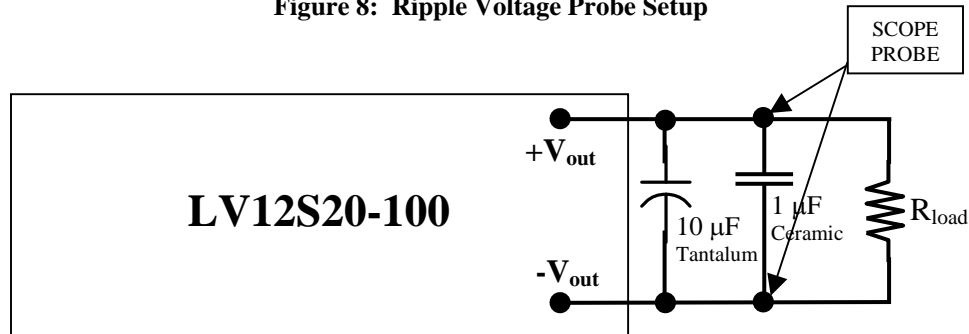 Figure 8: Ripple Voltage Probe Setup
SCOPE
PROBE
+Vout
LV12S20-100
10 µF
Tantalum
1 µF
Ceramic
Rload
-Vout